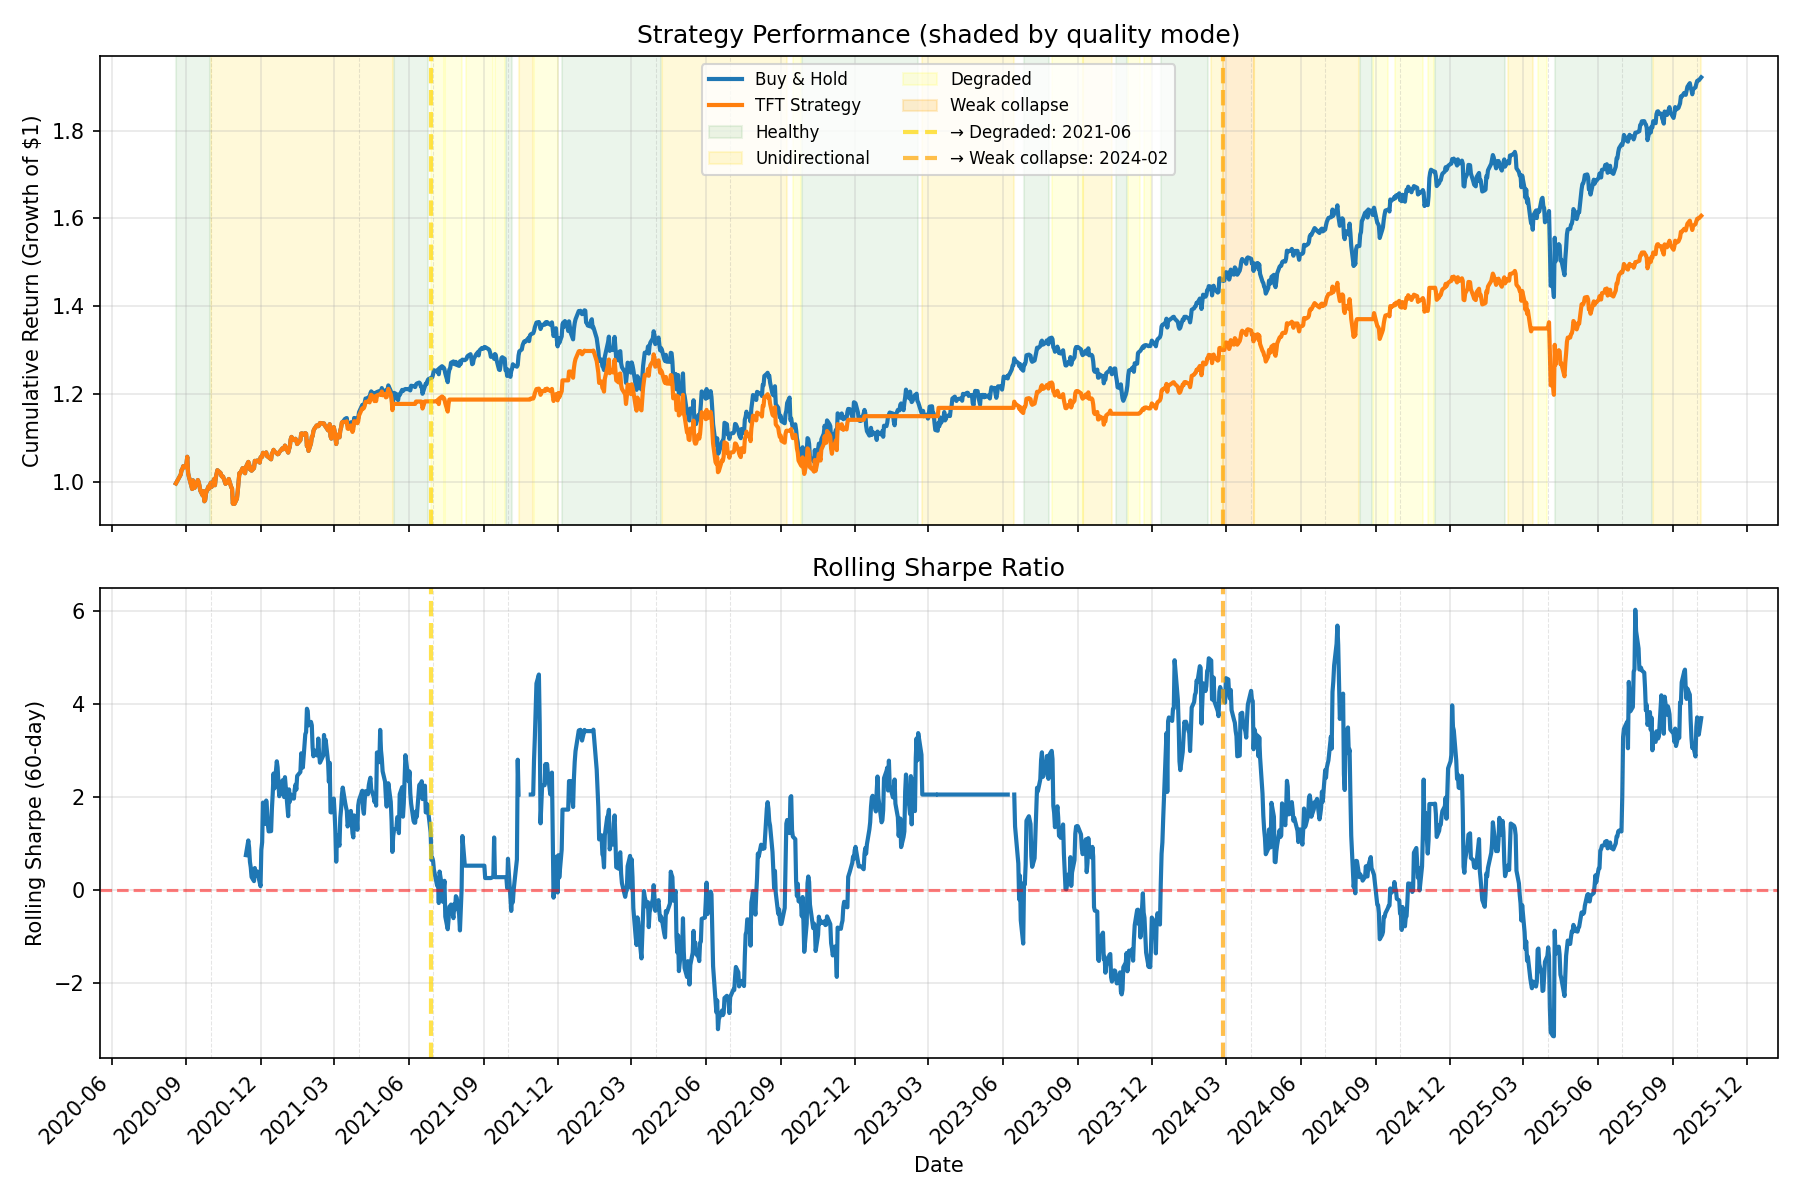 Strategy Performance (shaded by quality mode)
Cumulative Return (Growth of $1)
1.8
1.6
1.4
1.2
1.0
Buy & Hold
TFT Strategy
Healthy
Unidirectional
Degraded
Weak collapse
→ Degraded: 2021-06
→ Weak collapse: 2024-02
Rolling Sharpe Ratio
Rolling Sharpe (60-day)
6
4
2
0
−2
2020-06
2020-09
2020-12
2021-03
2021-06
2021-09
2021-12
2022-03
2022-06
2022-09
2022-12
2023-03
2023-06
2023-09
2023-12
2024-03
2024-06
2024-09
2024-12
2025-03
2025-06
2025-09
2025-12
Date